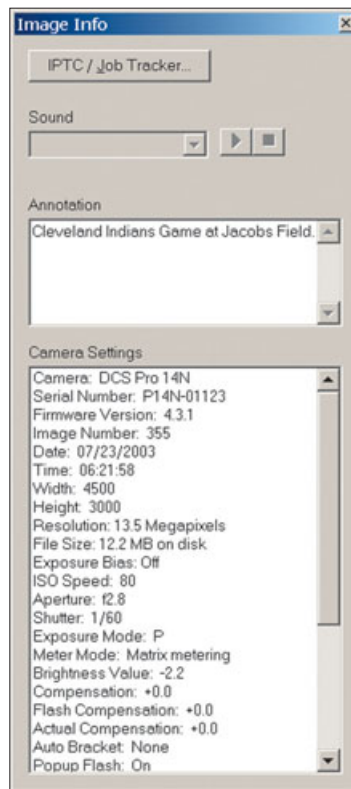 Image Info
IPTC / Job Tracker...
Sound
Annotation
Cleveland Indians Game at Jacobs Field.
Camera Settings
Camera: DCS Pro 14N
Serial Number: P14N-01123
Firmware Version: 4.3.1
Image Number: 355
Date: 07/23/2003
Time: 06:21:58
Width: 4500
Height: 3000
Resolution: 13.5 Megapixels
File Size: 12.2 MB on disk
Exposure Bias: Off
ISO Speed: 80
Aperture: f2.8
Shutter: 1/60
Exposure Mode: P
Meter Mode: Matrix metering
Brightness Value: -2.2
Compensation: +0.0
Flash Compensation: +0.0
Actual Compensation: +0.0
Auto Bracket: None
Popup Flash: On